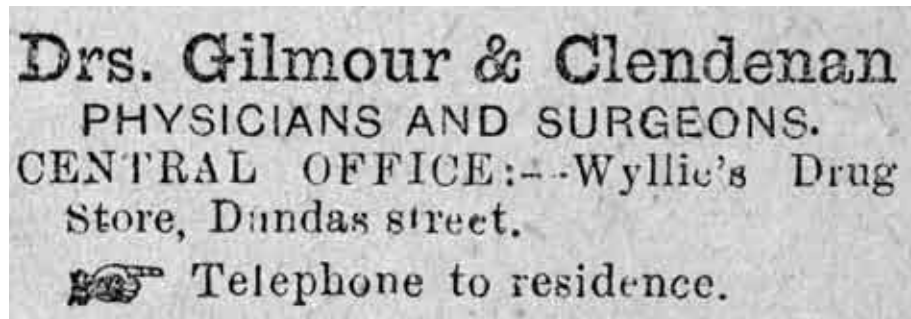 Drs. Gilmour & Clendenan
PHYSICIANS AND SURGEONS.
CENTRAL OFFICE:--Wyllie's Drug
Store, Dundas street.
☞ Telephone to residence.